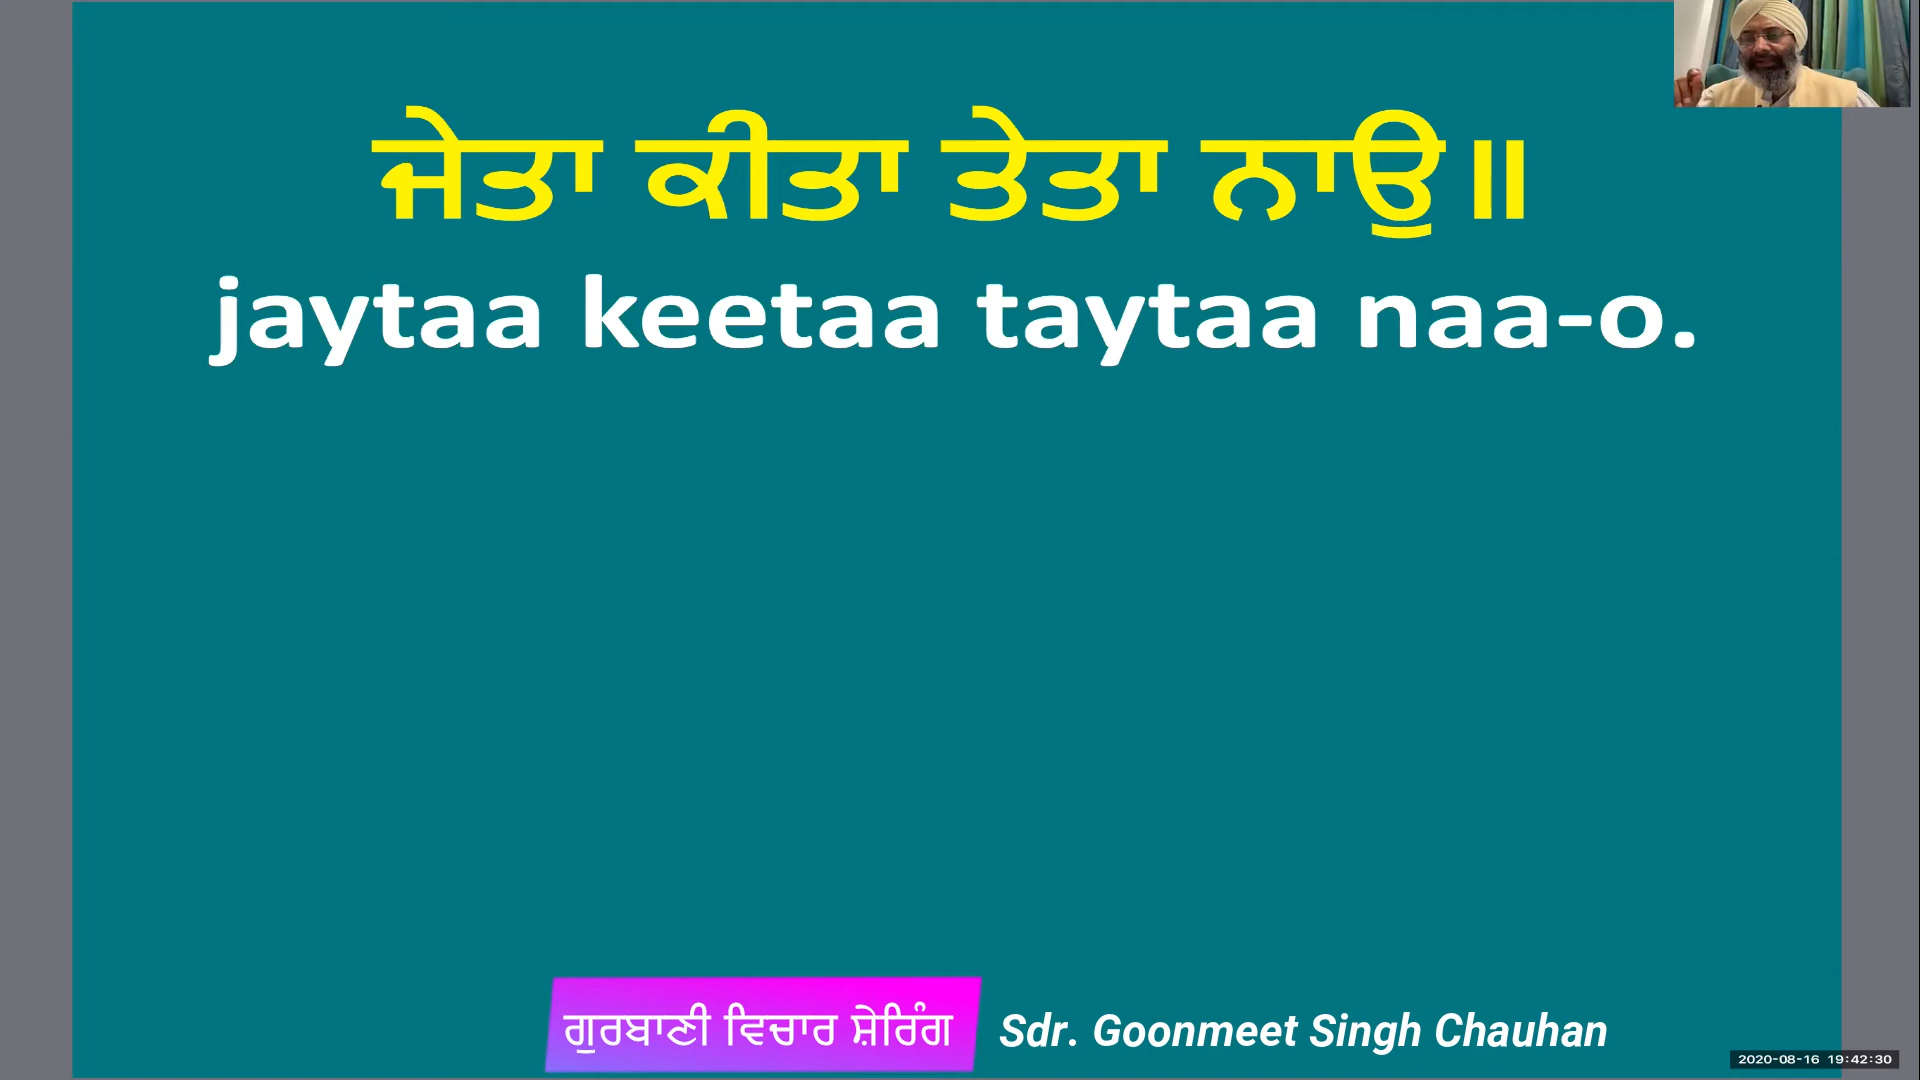 ਜੇਤਾ ਕੀਤਾ ਤੇਤਾ ਨਾਉ॥
jaytaa keetaa taytaa naa-o.
ਗੁਰਬਾਣੀ ਵਿਚਾਰ ਸ਼ੇਰਿੰਗ Sdr. Goonmeet Singh Chauhan
2020-08-16 19:42:30